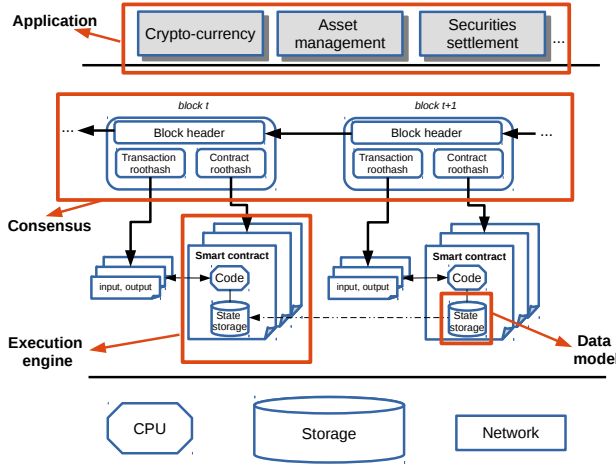 Application
Crypto-currency
Asset
management
Securities
settlement
...
block t
block t+1
...
Block header
Block header
...
Transaction
roothash
Contract
roothash
Transaction
roothash
Contract
roothash
Consensus
Smart contract
Smart contract
input, output
Code
input, output
Code
State
storage
State
storage
Execution
engine
Data
model
CPU
Storage
Network